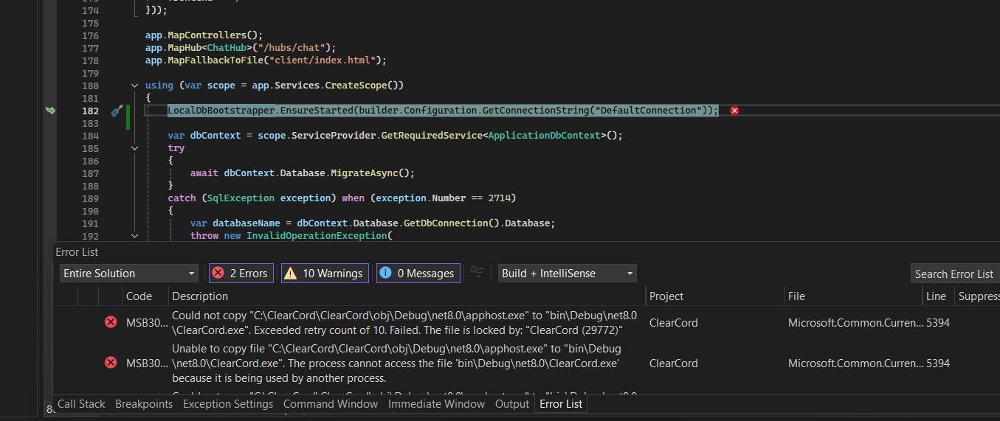 174
}));
175
176
app.MapControllers();
177
app.MapHub<ChatHub>("/hubs/chat");
178
app.MapFallbackToFile("client/index.html");
179
180
using (var scope = app.Services.CreateScope())
181
{
182
LocalDbBootstrapper.EnsureStarted(builder.Configuration.GetConnectionString("DefaultConnection"));
183
184
var dbContext = scope.ServiceProvider.GetRequiredService<ApplicationDbContext>();
185
try
186
{
187
await dbContext.Database.MigrateAsync();
188
}
189
catch (SqlException exception) when (exception.Number == 2714)
190
{
191
var databaseName = dbContext.Database.GetDbConnection().Database;
192
throw new InvalidOperationException(
Error List
Entire Solution
2 Errors
10 Warnings
0 Messages
Build + IntelliSense
Search Error List
Code
Description
Project
File
Line
Suppress
MSB30...
Could not copy "C:\ClearCord\ClearCord\obj\Debug\net8.0\apphost.exe" to "bin\Debug\net8.0
\ClearCord.exe". Exceeded retry count of 10. Failed. The file is locked by: "ClearCord (29772)"
ClearCord
Microsoft.Common.Curren...
5394
MSB30...
Unable to copy file "C:\ClearCord\ClearCord\obj\Debug\net8.0\apphost.exe" to "bin\Debug
\net8.0\ClearCord.exe". The process cannot access the file 'bin\Debug\net8.0\ClearCord.exe'
because it is being used by another process.
ClearCord
Microsoft.Common.Curren...
5394
Call Stack
Breakpoints
Exception Settings
Command Window
Immediate Window
Output
Error List